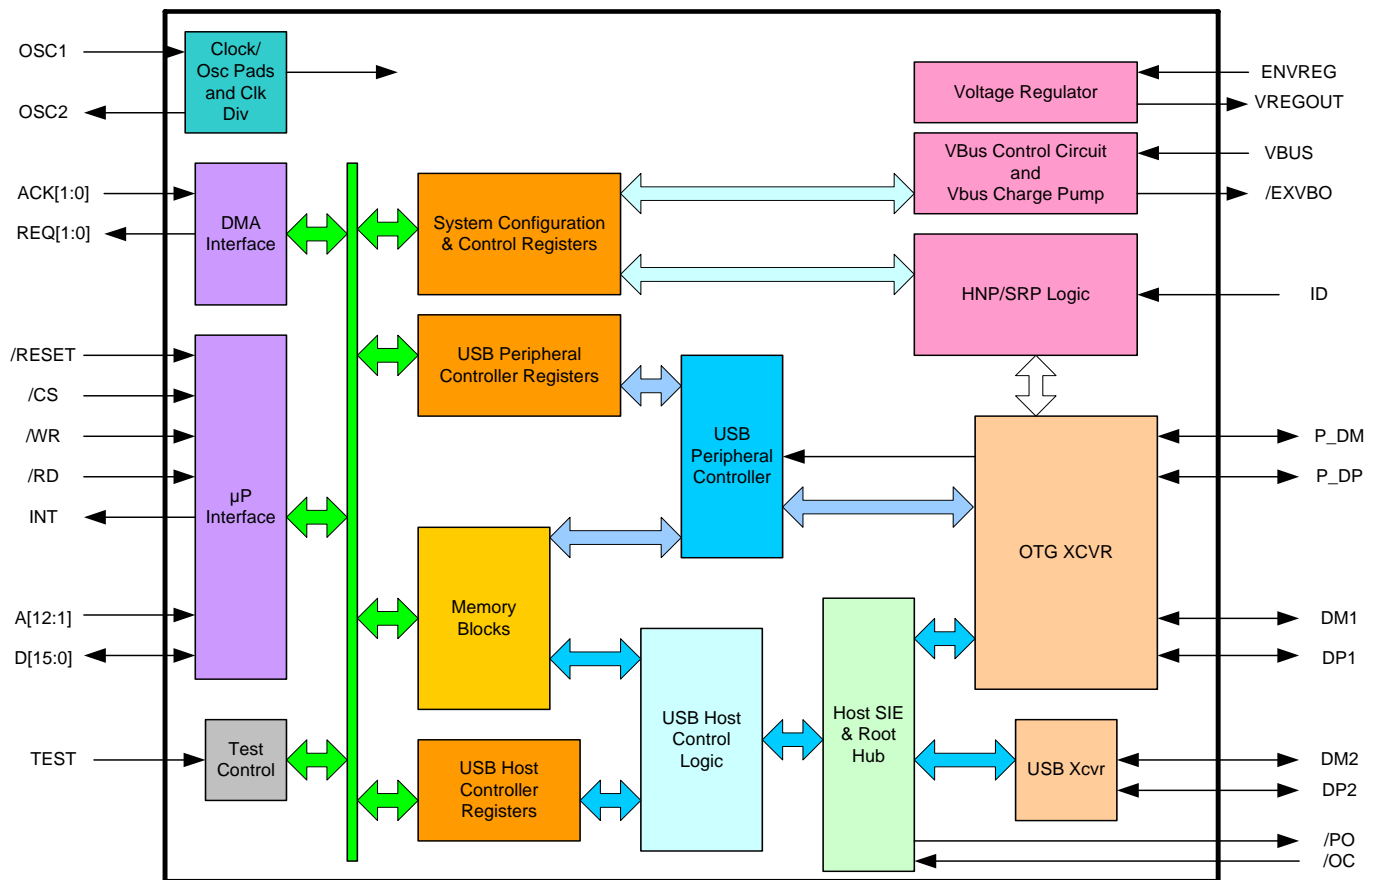 OSC1
OSC2
Clock/
Osc Pads
and Clk
Div
Voltage Regulator
ENVREG
VREGOUT
VBus Control Circuit
and
Vbus Charge Pump
VBUS
/EXVBO
ACK[1:0]
REQ[1:0]
DMA
Interface
System Configuration
& Control Registers
HNP/SRP Logic
ID
/RESET
/CS
/WR
/RD
INT
A[12:1]
D[15:0]
µP
Interface
USB Peripheral
Controller Registers
USB
Peripheral
Controller
OTG XCVR
P_DM
P_DP
DM1
DP1
Memory
Blocks
TEST
Test
Control
USB Host
Controller
Registers
USB Host
Control
Logic
Host SIE
& Root
Hub
USB Xcvr
DM2
DP2
/PO
/OC